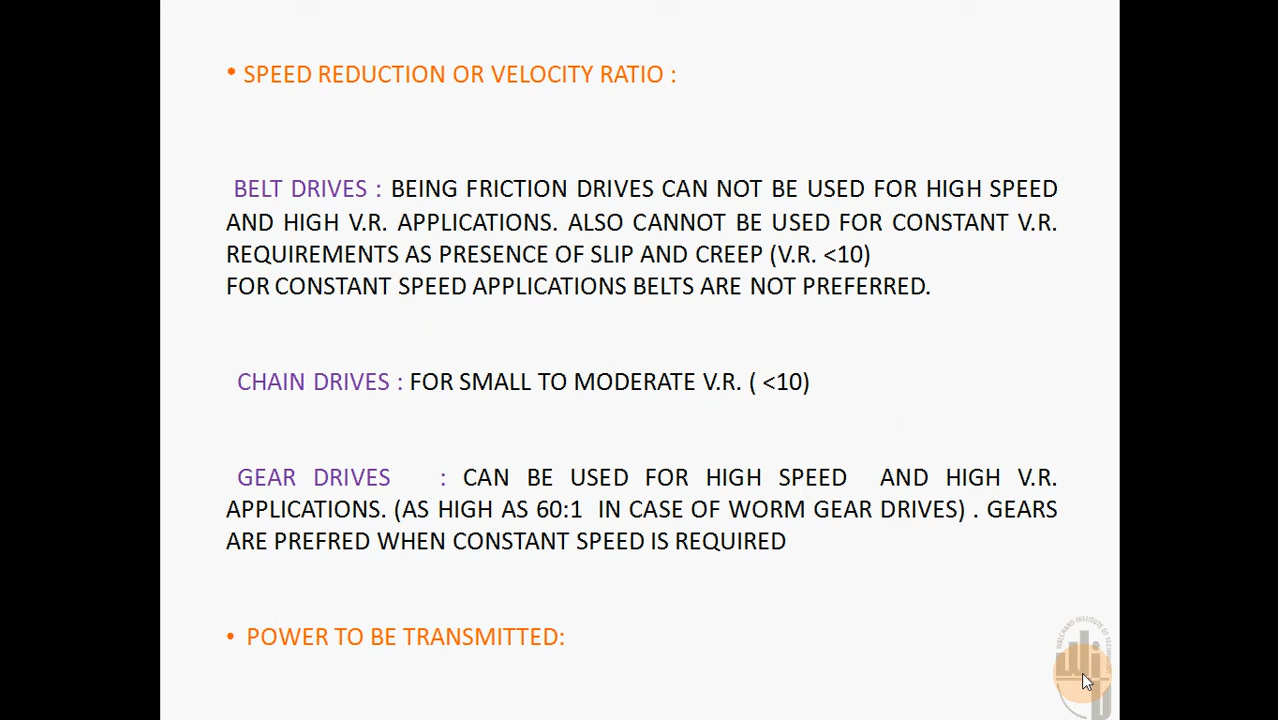 • SPEED REDUCTION OR VELOCITY RATIO :
BELT DRIVES : BEING FRICTION DRIVES CAN NOT BE USED FOR HIGH SPEED
AND HIGH V.R. APPLICATIONS. ALSO CANNOT BE USED FOR CONSTANT V.R.
REQUIREMENTS AS PRESENCE OF SLIP AND CREEP (V.R. <10)
FOR CONSTANT SPEED APPLICATIONS BELTS ARE NOT PREFERRED.
CHAIN DRIVES : FOR SMALL TO MODERATE V.R. ( <10)
GEAR DRIVES : CAN BE USED FOR HIGH SPEED AND HIGH V.R.
APPLICATIONS. (AS HIGH AS 60:1 IN CASE OF WORM GEAR DRIVES) . GEARS
ARE PREFRED WHEN CONSTANT SPEED IS REQUIRED
• POWER TO BE TRANSMITTED: